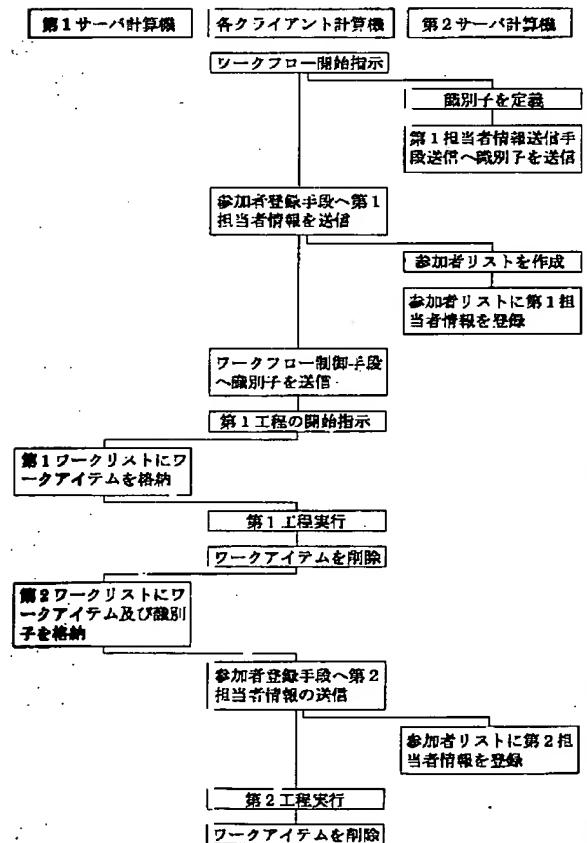 第1サーバ計算機
各クライアント計算機
第2サーバ計算機
ワークフロー開始指示
識別子を定義
第1担当者情報送信手
段送信へ識別子を送信
参加者登録手段へ第1
担当者情報を送信
参加者リストを作成
参加者リストに第1担
当者情報を登録
ワークフロー制御手段
へ識別子を送信
第1工程の開始指示
第1ワークリストにワ
ークアイテムを格納
第1工程実行
ワークアイテムを削除
第2ワークリストにワ
ークアイテム及び識別
子を格納
参加者登録手段へ第2
担当者情報の送信
参加者リストに第2担
当者情報を登録
第2工程実行
ワークアイテムを削除